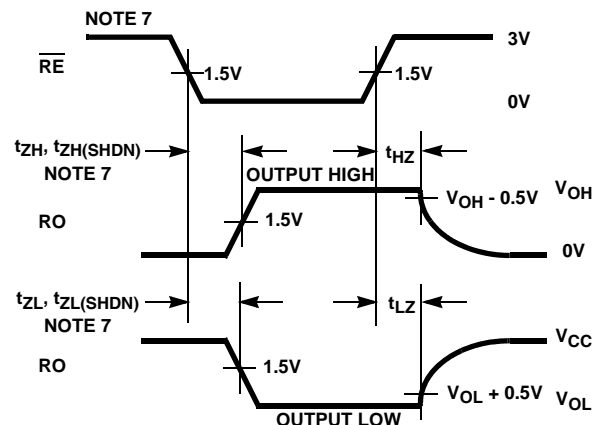 NOTE 7
3V
RE
1.5V
1.5V
0V
tZH, tZH(SHDN)
NOTE 7
tHZ
OUTPUT HIGH
VOH - 0.5V
VOH
RO
1.5V
0V
tZL, tZL(SHDN)
NOTE 7
tLZ
VCC
RO
1.5V
VOL + 0.5V
VOL
OUTPUT LOW